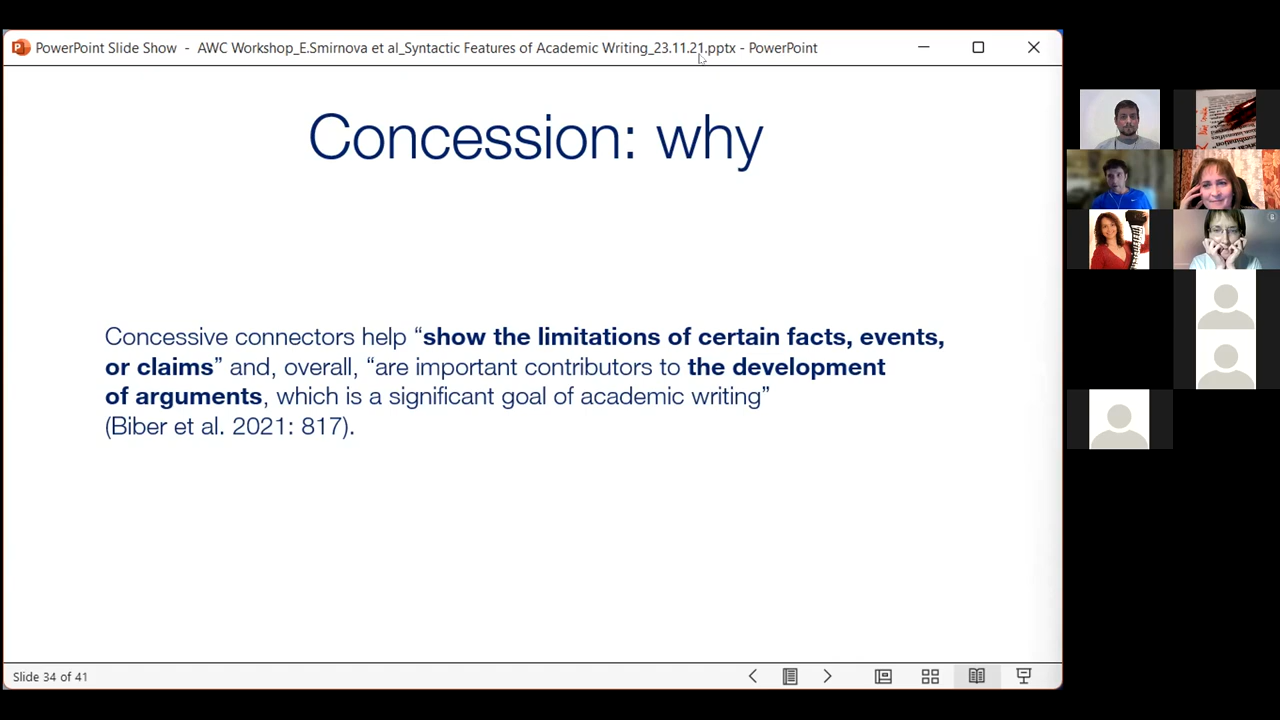 PowerPoint Slide Show - AWC Workshop_E.Smirnova et al_Syntactic Features of Academic Writing_23.11.21.pptx - PowerPoint
Concession: why
Concessive connectors help “show the limitations of certain facts, events,
or claims” and, overall, “are important contributors to the development
of arguments, which is a significant goal of academic writing”
(Biber et al. 2021: 817).
Slide 34 of 41